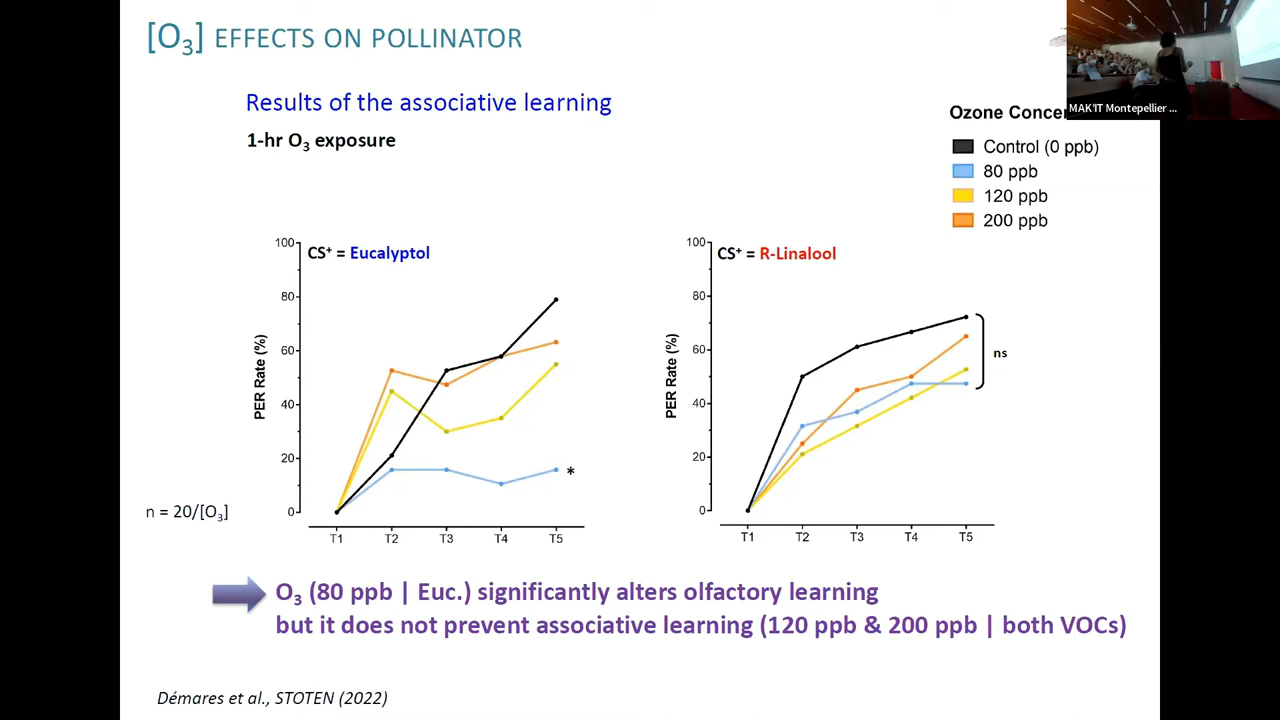 [O3] EFFECTS ON POLLINATOR
Results of the associative learning
1-hr O3 exposure
MAK'IT Montepellier ...
Ozone Concen
Control (0 ppb)
80 ppb
120 ppb
200 ppb
CS+ = Eucalyptol
100
80
60
40
20
0
PER Rate (%)
T1 T2 T3 T4 T5
*
CS+ = R-Linalool
100
80
60
40
20
0
PER Rate (%)
T1 T2 T3 T4 T5
ns
n = 20/[O3]
O3 (80 ppb | Euc.) significantly alters olfactory learning
but it does not prevent associative learning (120 ppb & 200 ppb | both VOCs)
Démares et al., STOTEN (2022)